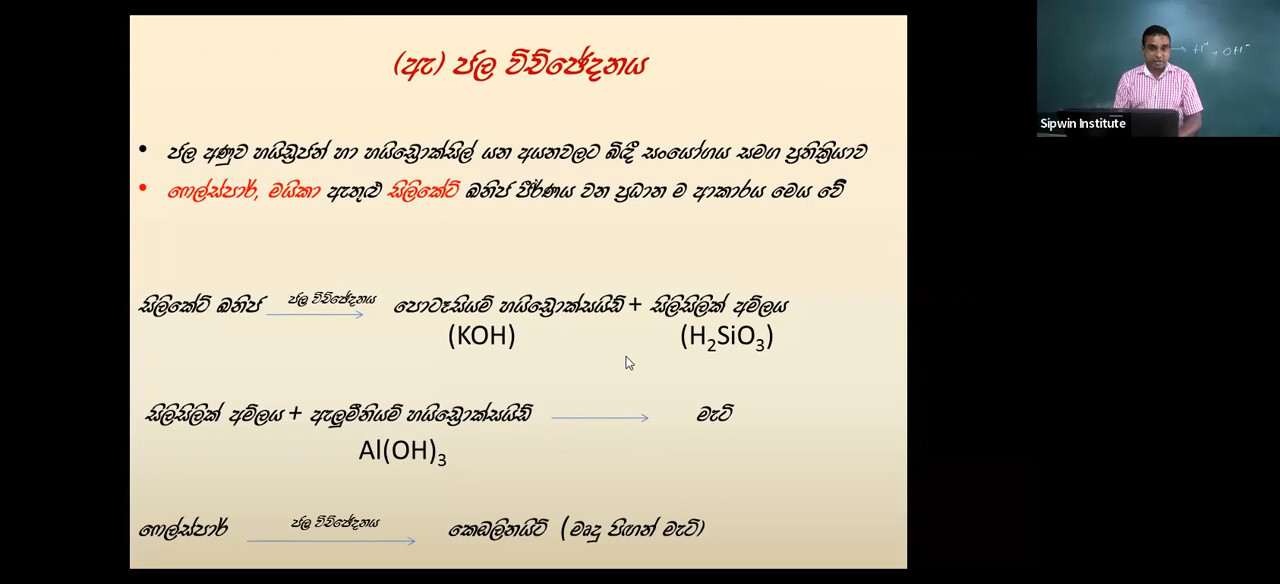 (ඇ) ජල විච්ඡේදනය
• ජල අණුව හයිඩ්‍රජන් හා හයිඩ්‍රොක්සිල් යන අයනවලට බිඳී සංයෝගය සමග ප්‍රතික්‍රියාව
• ෆෙල්ස්පාර්, මයිකා ඇතුළු සිලිකේට් ඛනිජ ජීර්ණය වන ප්‍රධාන ම ආකාරය මෙය වේ
සිලිකේට් ඛනිජ ජල විච්ඡේදනය → පොටෑසියම් හයිඩ්‍රොක්සයිඩ් + සිලිසිලික් අම්ලය
(KOH) (H₂SiO₃)
සිලිසිලික් අම්ලය + ඇලුමීනියම් හයිඩ්‍රොක්සයිඩ් → මැටි
Al(OH)₃
ෆෙල්ස්පාර් ජල විච්ඡේදනය → කෙඔලිනයිට් (මෘදු පිඟන් මැටි)
→ H⁺ + OH⁻
Sipwin Institute